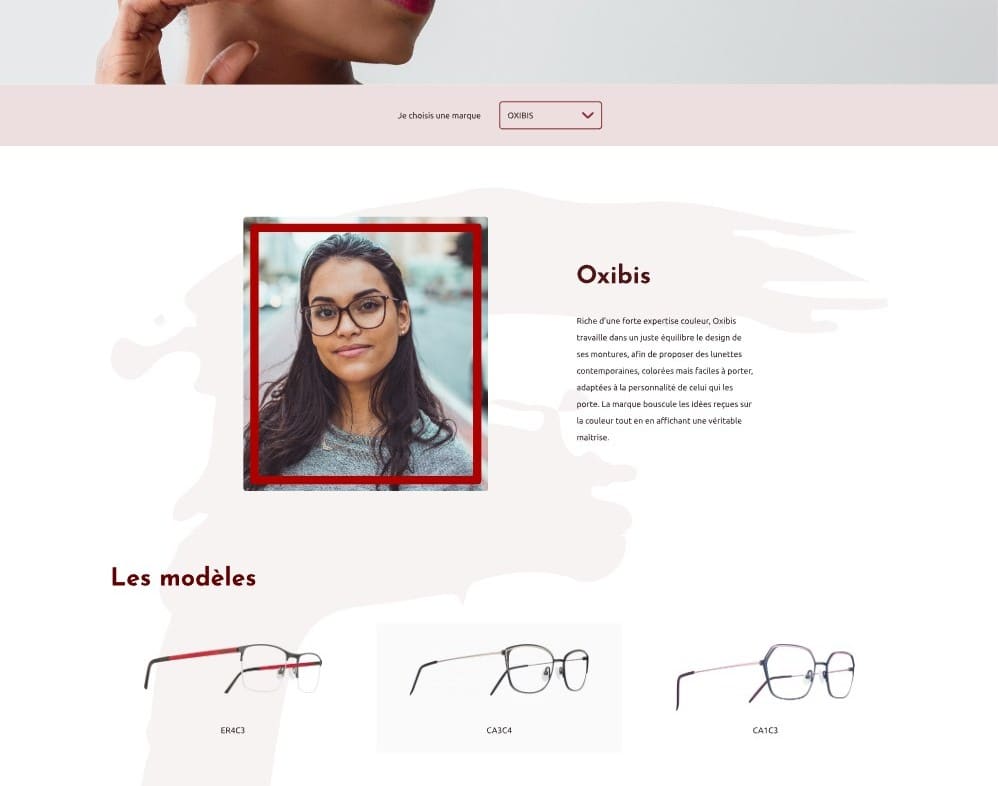 Je choisis une marque
OXIBIS
Oxibis
Riche d'une forte expertise couleur, Oxibis
travaille dans un juste équilibre le design de
ses montures, afin de proposer des lunettes
contemporaines, colorées mais faciles à porter,
adaptées à la personnalité de celui qui les
porte. La marque bouscule les idées reçues sur
la couleur tout en en affichant une véritable
maîtrise.
Les modèles
ER4C3
CA3C4
CA1C3